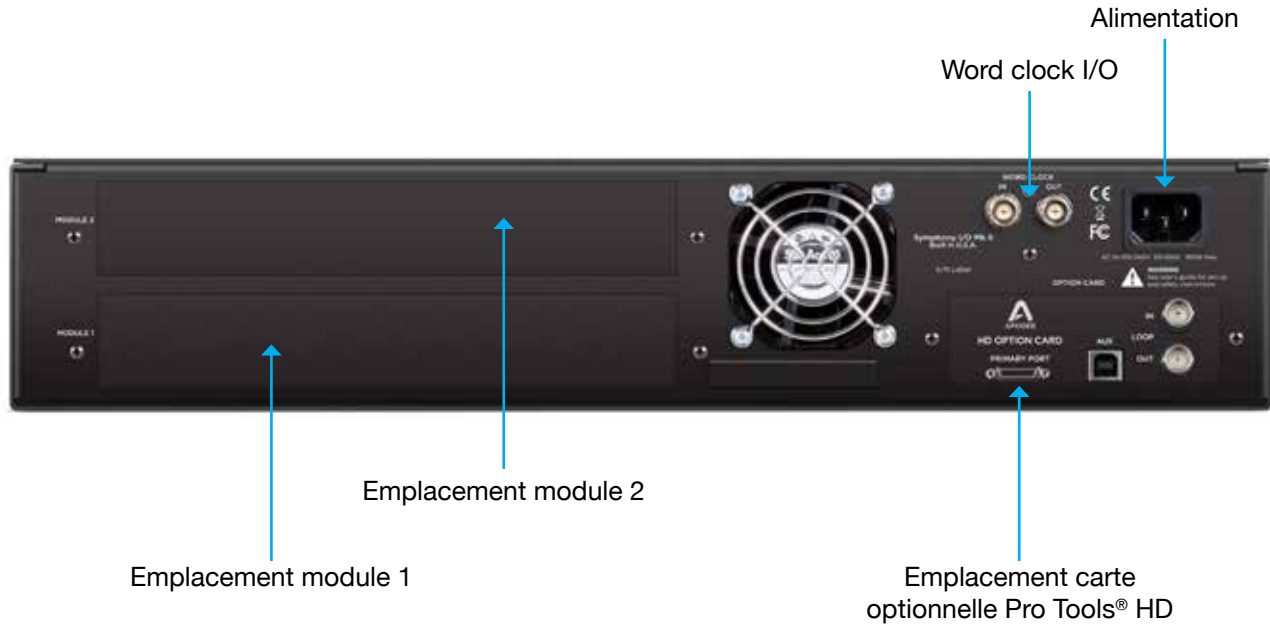 Alimentation
Word clock I/O
WORD CLOCK
IN OUT
MODULE 2
Symphony I/O Mk II
Built in U.S.A.
S/N Label
OPTION CARD
WARNING
MODULE 1
APOGEE
HD OPTION CARD
PRIMARY PORT
AUX
IN
LOOP
OUT
CE
FC
Emplacement module 2
Emplacement module 1
Emplacement carte
optionnelle Pro Tools® HD